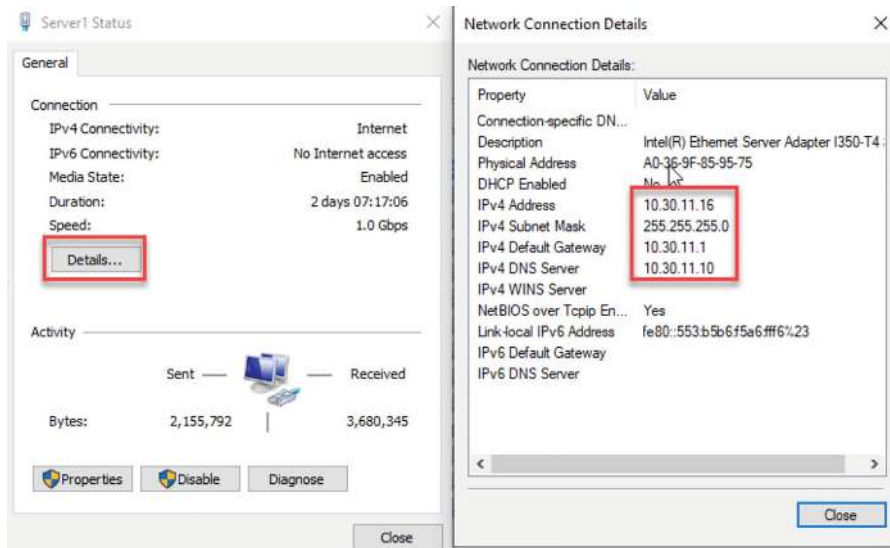 Server1 Status
General
Connection
IPv4 Connectivity: Internet
IPv6 Connectivity: No Internet access
Media State: Enabled
Duration: 2 days 07:17:06
Speed: 1.0 Gbps
Details...
Activity
Sent Received
Bytes: 2,155,792 3,680,345
Properties Disable Diagnose
Close
Network Connection Details
Network Connection Details:
Property Value
Connection-specific DN...
Description Intel(R) Ethernet Server Adapter I350-T4
Physical Address A0-36-9F-85-95-75
DHCP Enabled No
IPv4 Address 10.30.11.16
IPv4 Subnet Mask 255.255.255.0
IPv4 Default Gateway 10.30.11.1
IPv4 DNS Server 10.30.11.10
IPv4 WINS Server
NetBIOS over Tcpip En... Yes
Link-local IPv6 Address fe80::553:b5b6:f5a6:fff6%23
IPv6 Default Gateway
IPv6 DNS Server
Close